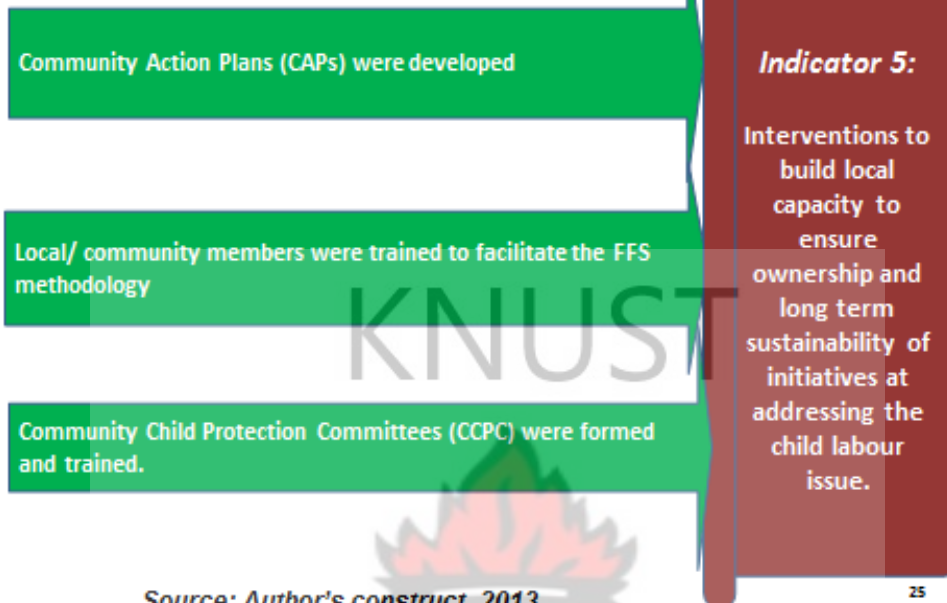 Community Action Plans (CAPs) were developed
Local/ community members were trained to facilitate the FFS
methodology
Community Child Protection Committees (CCPC) were formed
and trained.
Indicator 5:
Interventions to
build local
capacity to
ensure
ownership and
long term
sustainability of
initiatives at
addressing the
child labour
issue.
KNUST
Source: Author's construct, 2013
25